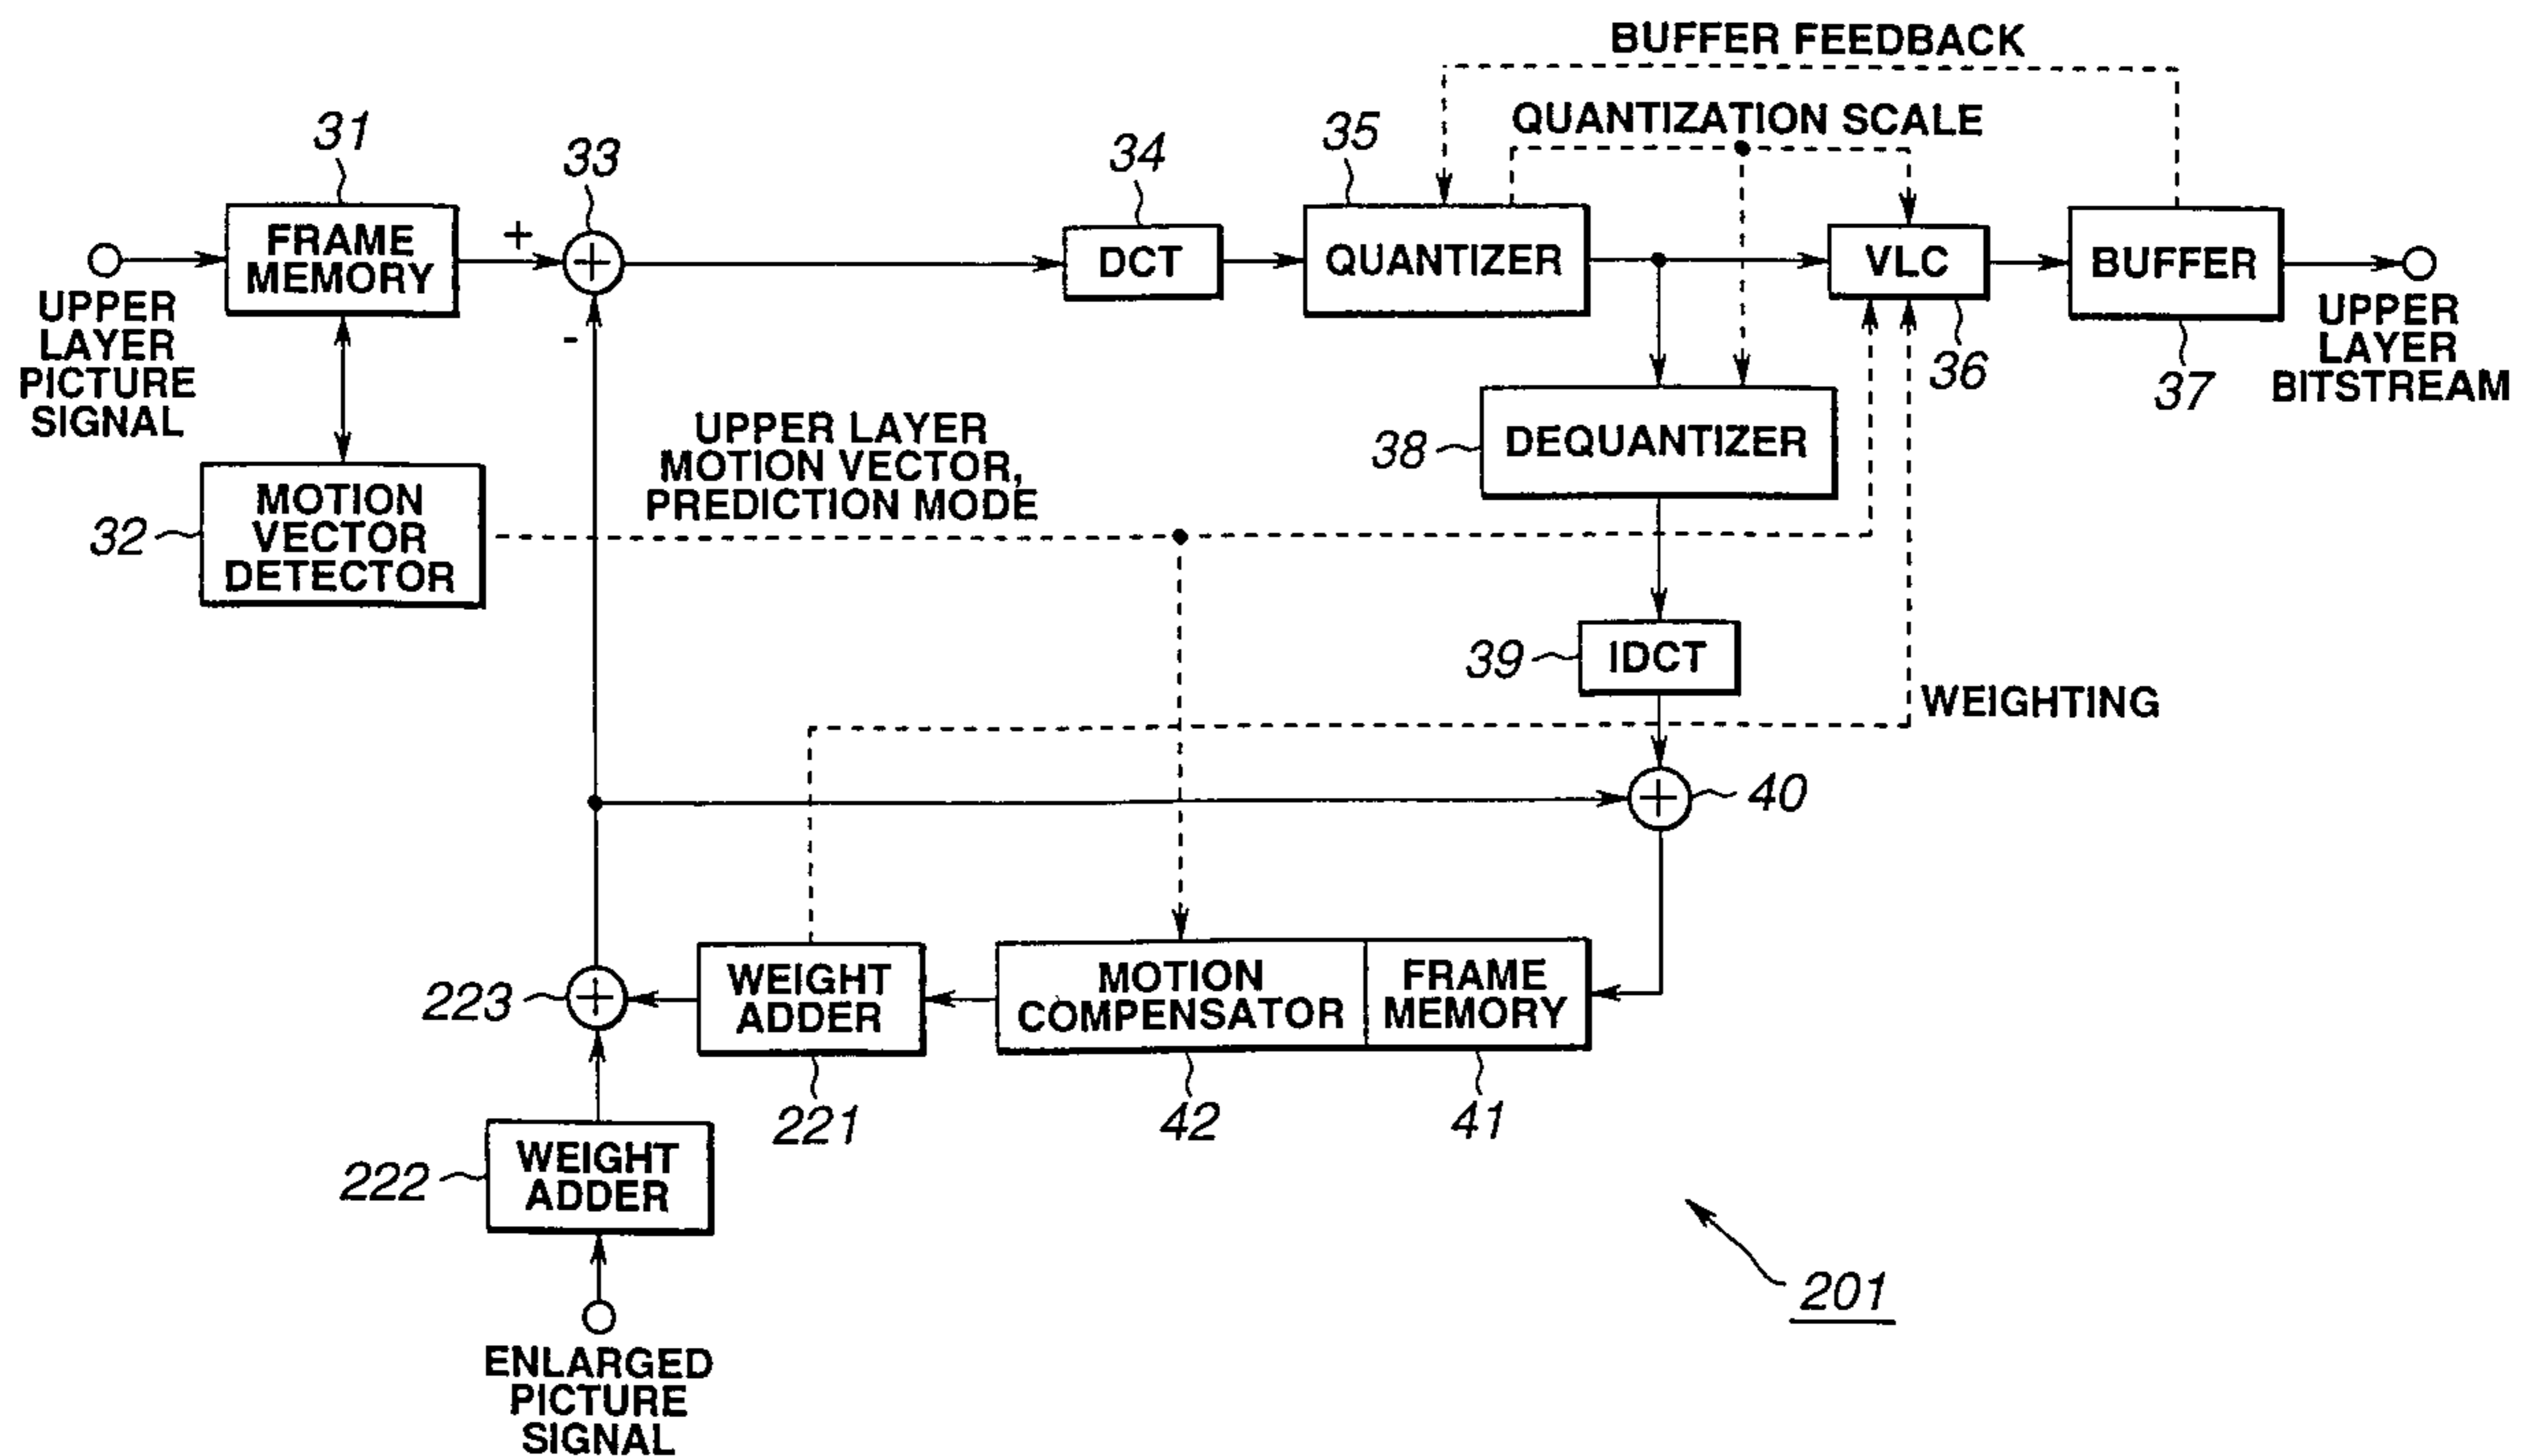 BUFFER FEEDBACK
QUANTIZATION SCALE
31
33
34
35
FRAME
MEMORY
+
-
DCT
QUANTIZER
VLC
BUFFER
UPPER
LAYER
PICTURE
SIGNAL
36
37
UPPER
LAYER
BITSTREAM
UPPER LAYER
MOTION VECTOR,
PREDICTION MODE
38
DEQUANTIZER
32
MOTION
VECTOR
DETECTOR
39
IDCT
WEIGHTING
40
223
WEIGHT
ADDER
MOTION
COMPENSATOR
FRAME
MEMORY
221
42
41
222
WEIGHT
ADDER
201
ENLARGED
PICTURE
SIGNAL